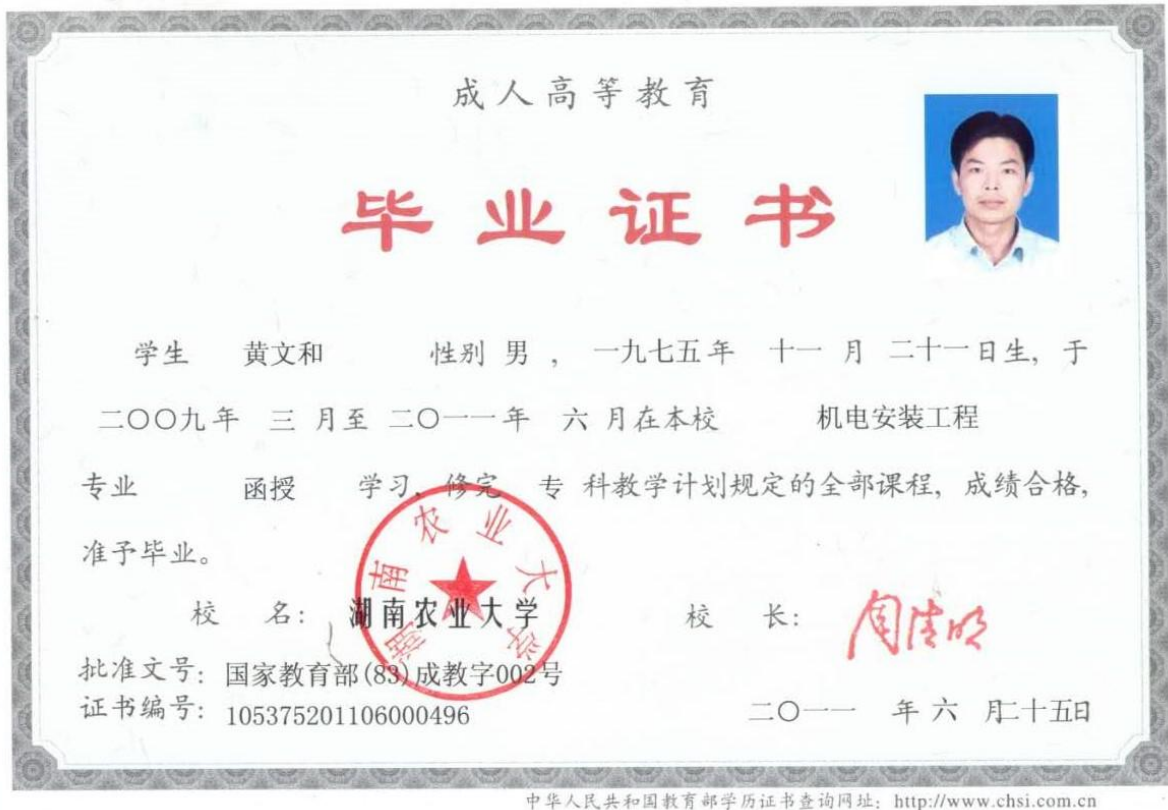 成人高等教育
毕业证书
学生 黄文和 性别 男 , 一九七五年 十一 月 二十一日生, 于
二〇〇九年 三 月至 二〇一一年 六 月在本校 机电安装工程
专业 函授 学习、修完 专 科教学计划规定的全部课程, 成绩合格,
准予毕业。
湖南农业大学
校 名: 湖南农业大学 校 长: 周清明
批准文号: 国家教育部(83)成教字002号
证书编号: 105375201106000496 二〇一一 年 六 月二十五日
中华人民共和国教育部学历证书查询网址: http://www.chsi.com.cn